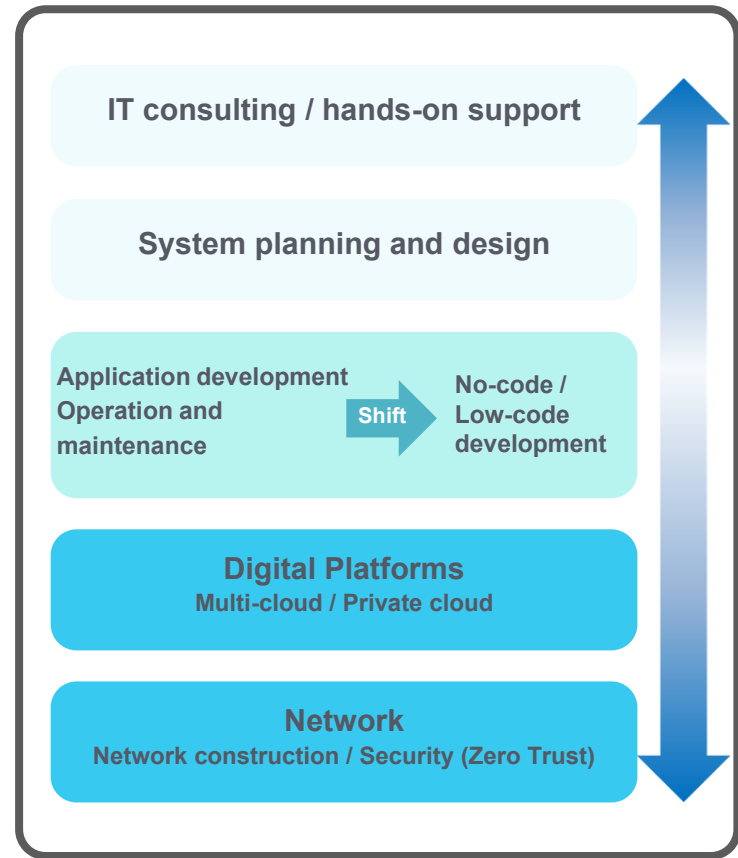 IT consulting / hands-on support
System planning and design
Application development
Operation and
maintenance
Shift
No-code /
Low-code
development
Digital Platforms
Multi-cloud / Private cloud
Network
Network construction / Security (Zero Trust)